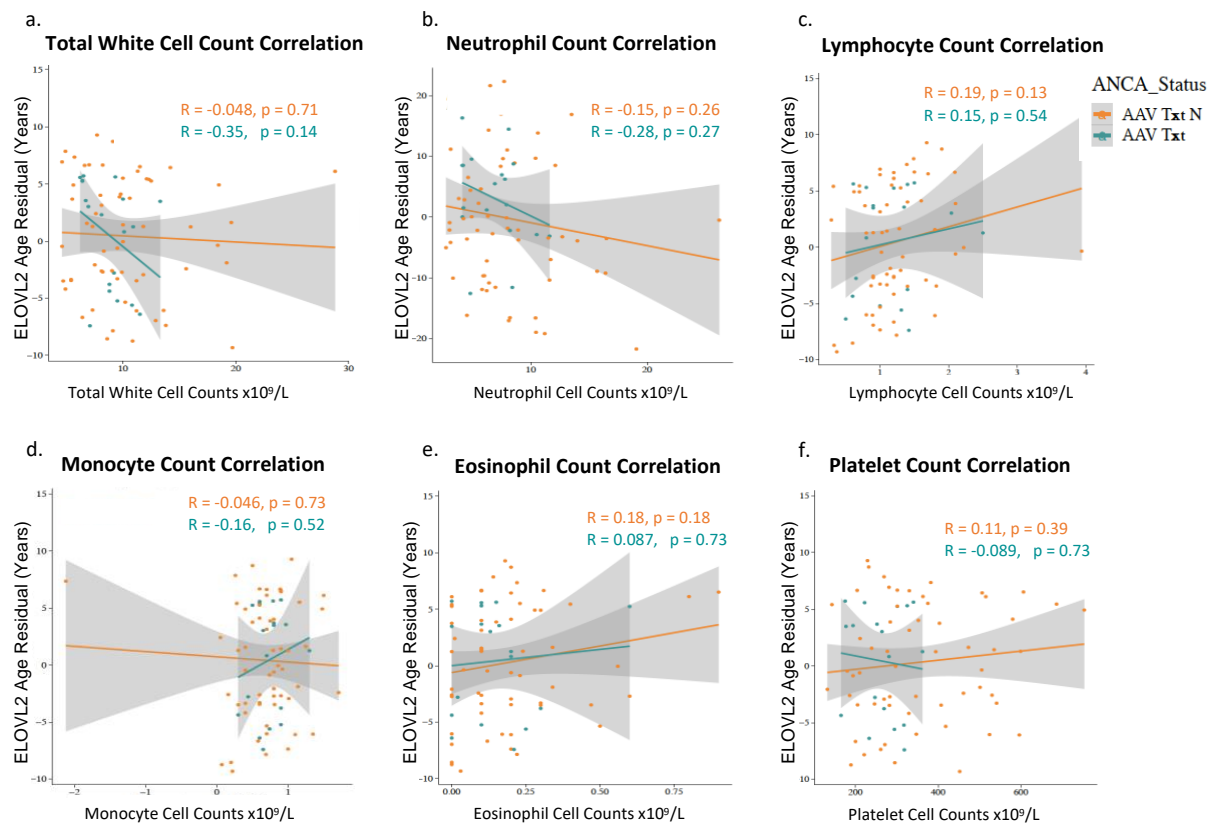 a.
Total White Cell Count Correlation
R = -0.048, p = 0.71
R = -0.35, p = 0.14
ELOVL2 Age Residual (Years)
15
10
5
0
−5
−10
10
20
30
Total White Cell Counts x10⁹/L
b.
Neutrophil Count Correlation
R = -0.15, p = 0.26
R = -0.28, p = 0.27
ELOVL2 Age Residual (Years)
20
10
0
−10
−20
10
20
Neutrophil Cell Counts x10⁹/L
c.
Lymphocyte Count Correlation
R = 0.19, p = 0.13
R = 0.15, p = 0.54
ELOVL2 Age Residual (Years)
15
10
5
0
−5
−10
1
2
3
4
Lymphocyte Cell Counts x10⁹/L
ANCA_Status
AAV Txt N
AAV Txt
d.
Monocyte Count Correlation
R = -0.046, p = 0.73
R = -0.16, p = 0.52
ELOVL2 Age Residual (Years)
15
10
5
0
−5
−10
−2
−1
0
1
Monocyte Cell Counts x10⁹/L
e.
Eosinophil Count Correlation
R = 0.18, p = 0.18
R = 0.087, p = 0.73
ELOVL2 Age Residual (Years)
15
10
5
0
−5
−10
0.00
0.25
0.50
0.75
Eosinophil Cell Counts x10⁹/L
f.
Platelet Count Correlation
R = 0.11, p = 0.39
R = -0.089, p = 0.73
ELOVL2 Age Residual (Years)
15
10
5
0
−5
10
200
400
600
Platelet Cell Counts x10⁹/L